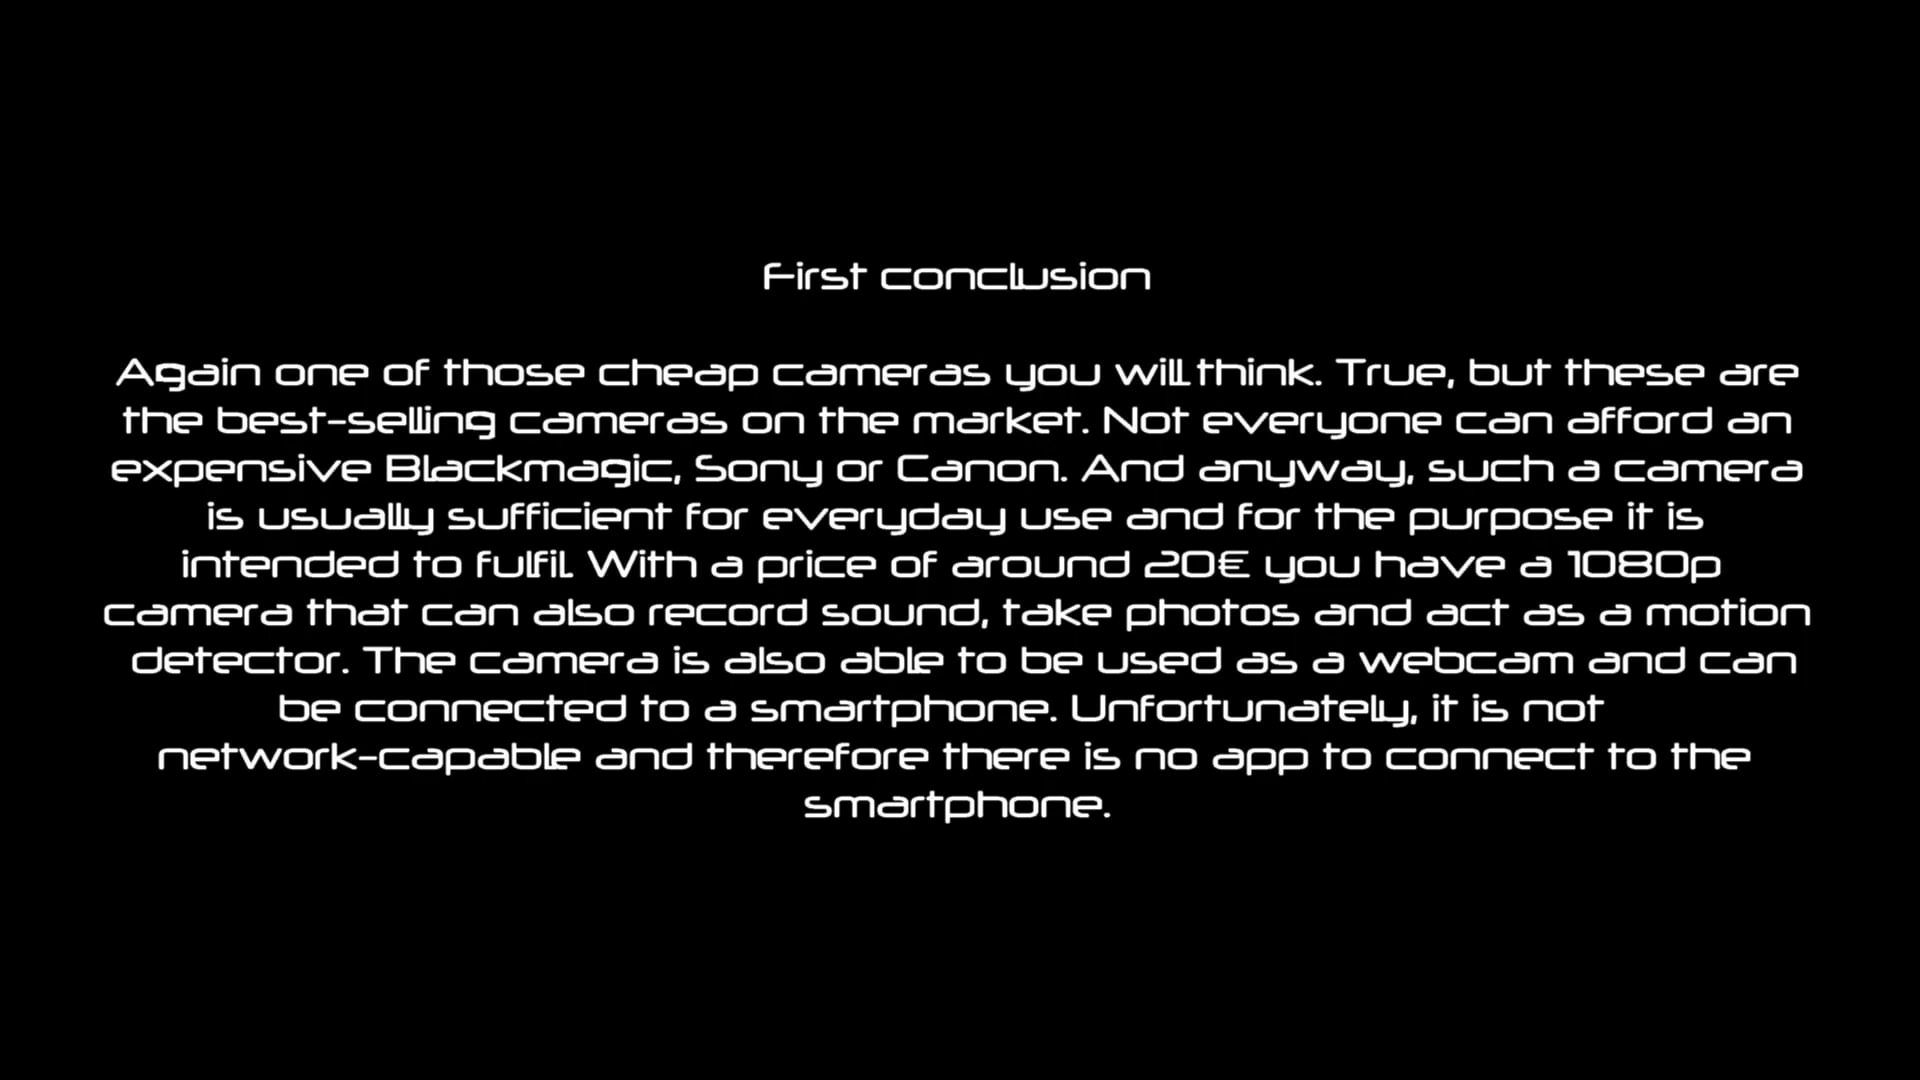 First conclusion
Again one of those cheap cameras you will think. True, but these are
the best-selling cameras on the market. Not everyone can afford an
expensive Blackmagic, Sony or Canon. And anyway, such a camera
is usually sufficient for everyday use and for the purpose it is
intended to fulfil. With a price of around 20€ you have a 1080p
camera that can also record sound, take photos and act as a motion
detector. The camera is also able to be used as a webcam and can
be connected to a smartphone. Unfortunately, it is not
network-capable and therefore there is no app to connect to the
smartphone.